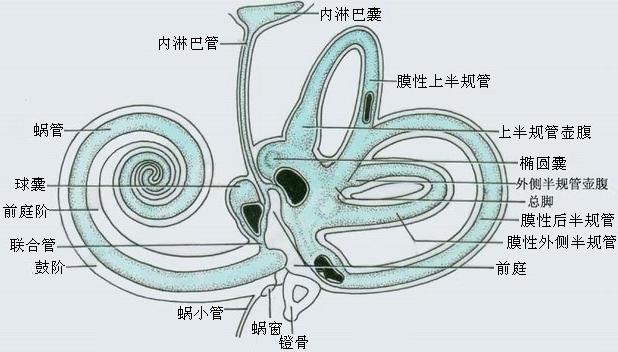 内淋巴囊
内淋巴管
膜性上半规管
蜗管
上半规管壶腹
椭圆囊
球囊
外侧半规管壶腹
总脚
前庭阶
膜性后半规管
联合管
膜性外侧半规管
鼓阶
前庭
蜗小管
蜗窗
镫骨